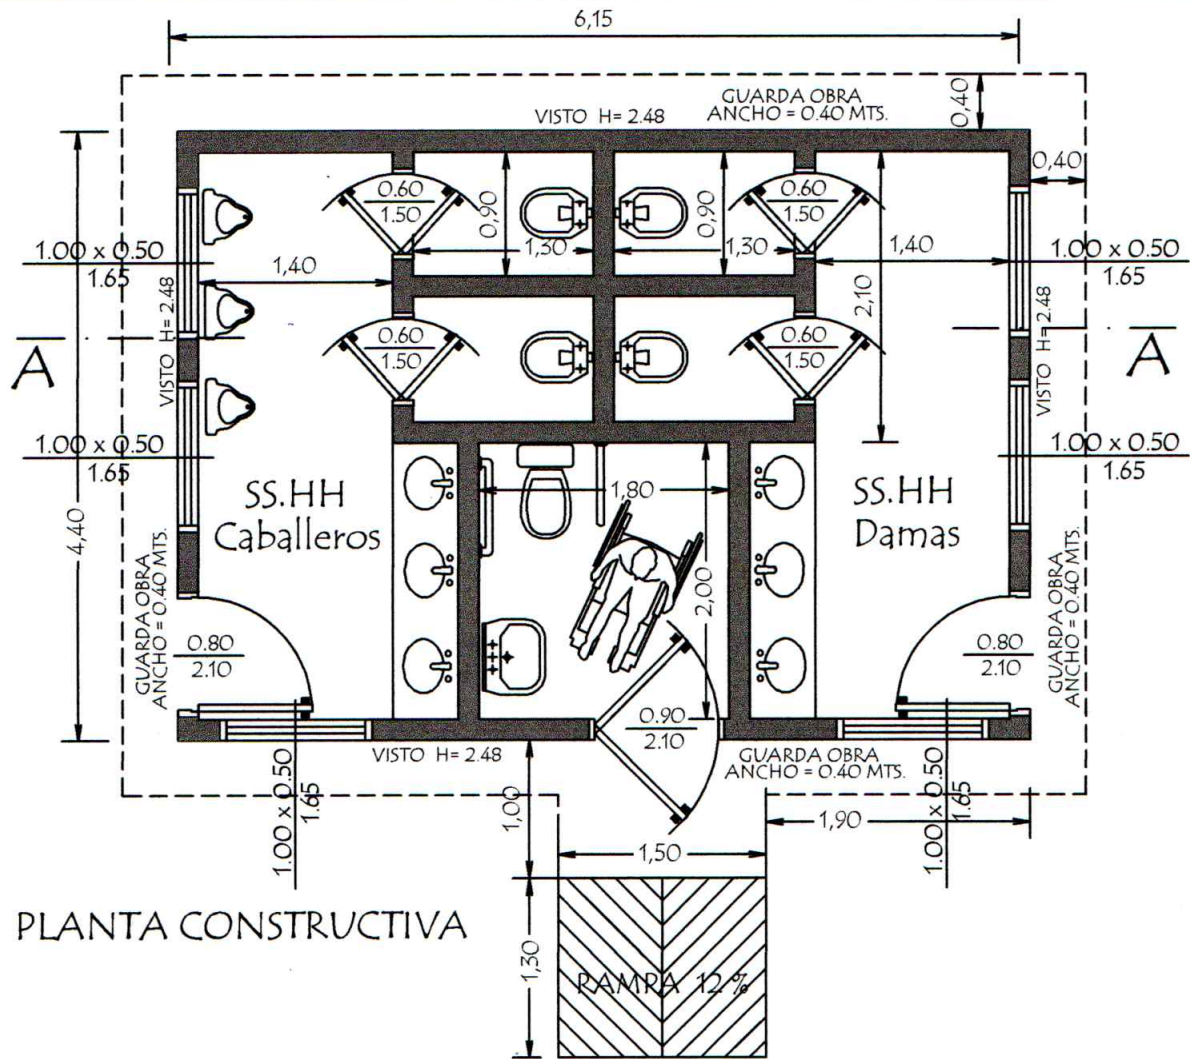 6,15
VISTO H= 2.48
GUARDA OBRA
ANCHO = 0.40 MTS.
0,40
0,40
0.60
1.50
0,90
1,30
0,90
1,30
0.60
1.50
1.00 x 0.50
1.65
1,40
1,40
1.00 x 0.50
1.65
VISTO H= 2.48
2,10
VISTO H=2.48
A
0.60
1.50
0.60
1.50
A
1.00 x 0.50
1.65
1.00 x 0.50
1.65
4,40
SS.HH
Caballeros
1,80
SS.HH
Damas
GUARDA OBRA
ANCHO = 0.40 MTS.
2,00
GUARDA OBRA
ANCHO = 0.40 MTS.
0.80
2.10
0.80
2.10
0.90
2.10
VISTO H= 2.48
GUARDA OBRA
ANCHO = 0.40 MTS.
1.00 x 0.50
1.65
1,00
1,90
1.00 x 0.50
1.65
1,50
PLANTA CONSTRUCTIVA
1,30
RAMPA 12%